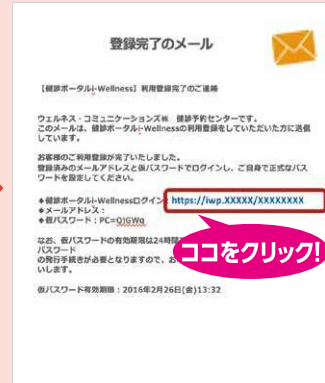 登録完了のメール
【健診ポータルi-Wellness】利用登録完了のご連絡
ウェルネス・コミュニケーションズ㈱ 健診予約センターです。
このメールは、健診ポータルi-Wellnessの利用登録をしていただいた方に送信
しています。
お客様のご利用登録が完了いたしました。
登録済みのメールアドレスと仮パスワードでログインし、ご自身で正式なパス
ワードを設定してください。
◆健診ポータルi-Wellnessログイン:https://iwp.XXXXX/XXXXXXXX
◆メールアドレス:
◆仮パスワード:PC=Q!GWq
なお、仮パスワードの有効期限は24時間
パスワード
の発行手続きが必要となりますので、お
いします。
ココをクリック!
仮パスワード有効期限:2016年2月26日(金)13:32